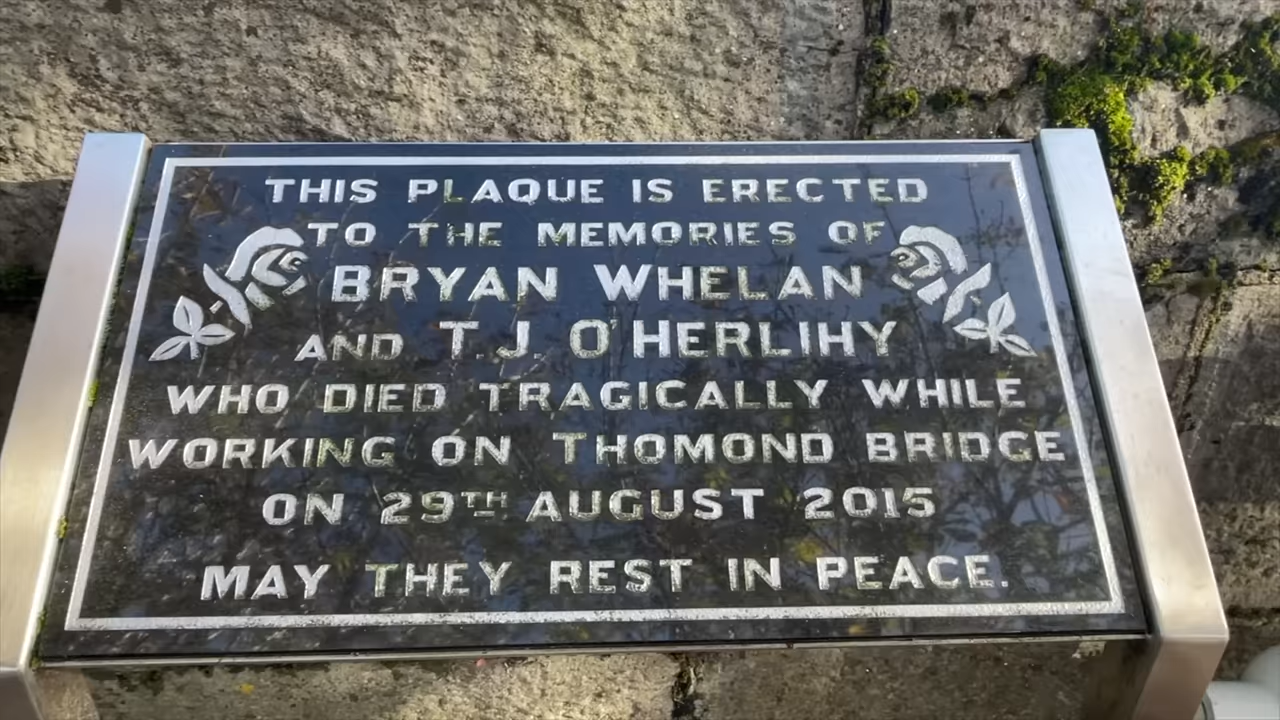 THIS PLAQUE IS ERECTED
TO THE MEMORIES OF
BRYAN WHELAN
AND T.J. O'HERLIHY
WHO DIED TRAGICALLY WHILE
WORKING ON THOMOND BRIDGE
ON 29TH AUGUST 2015
MAY THEY REST IN PEACE.